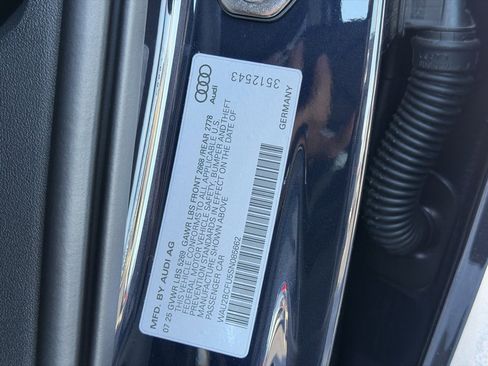 MFD. BY AUDI AG
07 25 GVWR LBS 5269 GAWR LBS FRONT 2668 /REAR 2778
THIS VEHICLE CONFORMS TO ALL APPLICABLE U.S.
FEDERAL MOTOR VEHICLE SAFETY, BUMPER AND THEFT
PREVENTION STANDARDS IN EFFECT ON THE DATE OF
MANUFACTURE SHOWN ABOVE
PASSENGER CAR
WAU2BCFU5SN085662
Audi
3512543
GERMANY